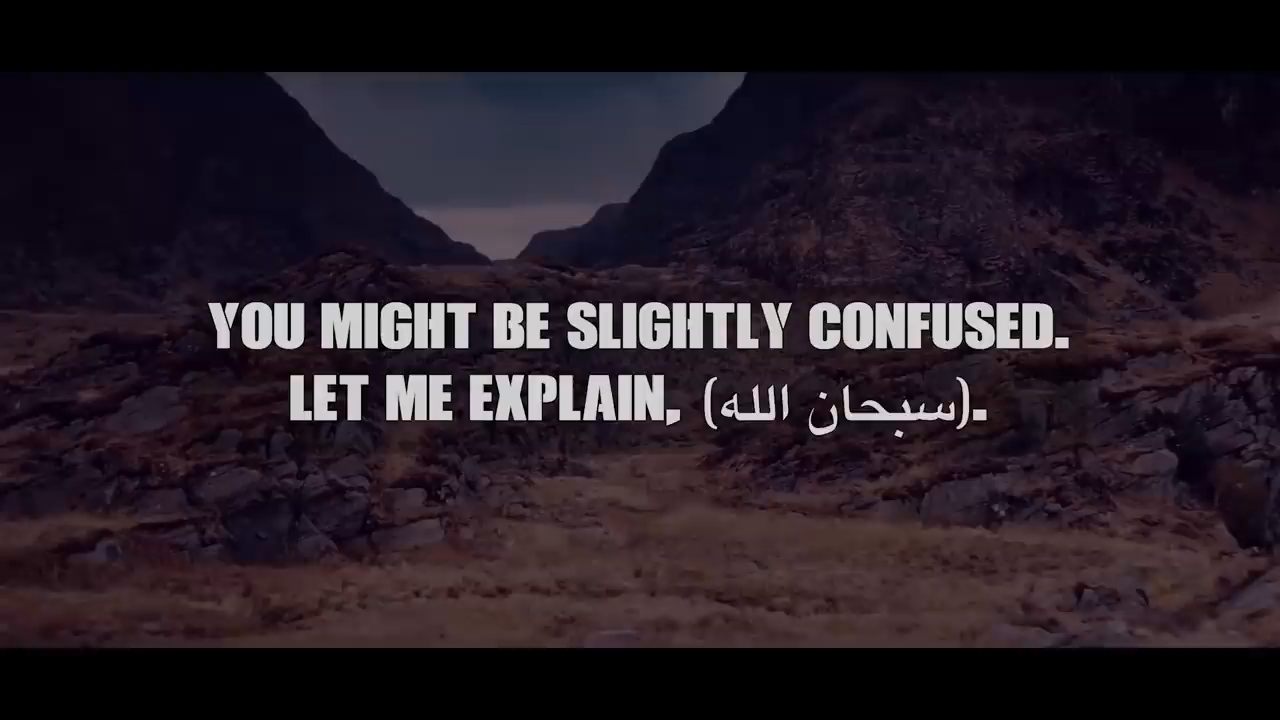 YOU MIGHT BE SLIGHTLY CONFUSED.
LET ME EXPLAIN, (سبحان الله).